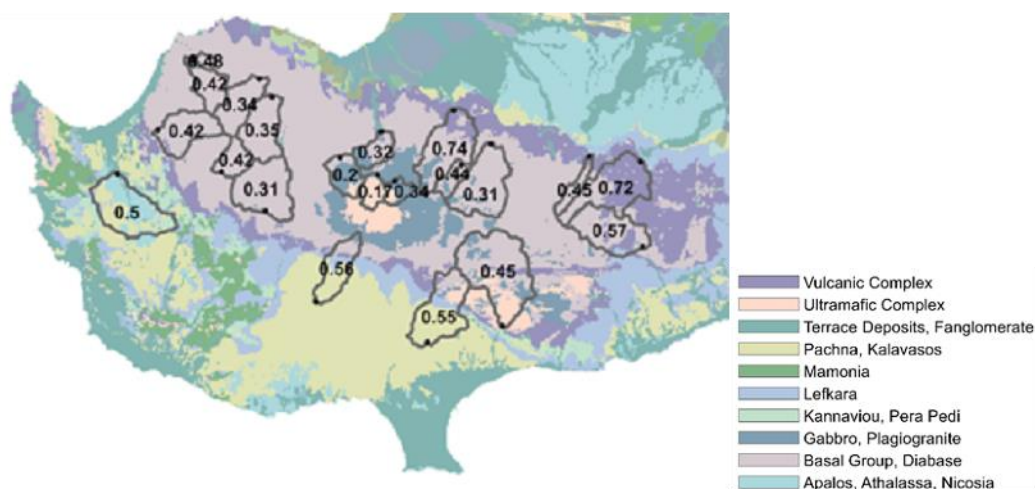 0.48
0.42
0.34
0.42
0.35
0.42
0.31
0.5
0.32
0.2
0.17
0.34
0.74
0.44
0.31
0.45
0.72
0.57
0.56
0.45
0.55
Vulcanic Complex
Ultramafic Complex
Terrace Deposits, Fanglomerate
Pachna, Kalavasos
Mamonia
Lefkara
Kannaviou, Pera Pedi
Gabbro, Plagiogranite
Basal Group, Diabase
Apalos, Athalassa, Nicosia